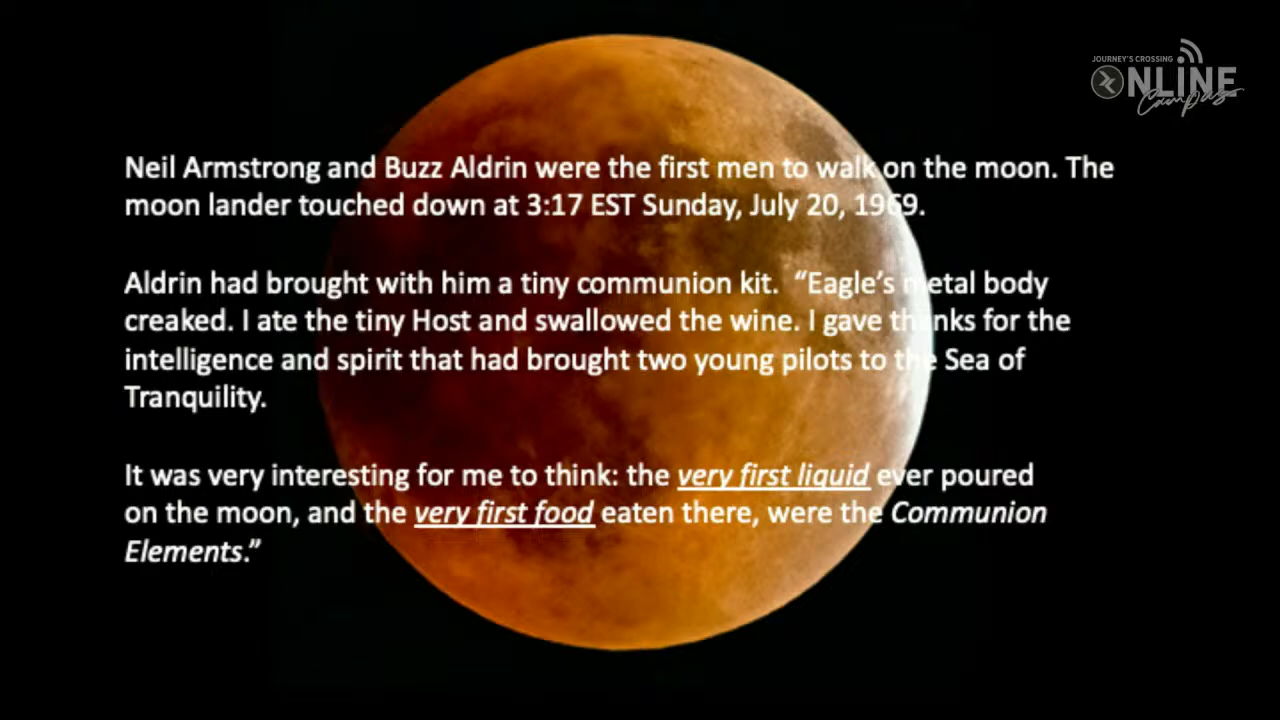 JOURNEY'S CROSSING
ONLINE
Campus
Neil Armstrong and Buzz Aldrin were the first men to walk on the moon. The
moon lander touched down at 3:17 EST Sunday, July 20, 1969.
Aldrin had brought with him a tiny communion kit.  “Eagle’s metal body
creaked. I ate the tiny Host and swallowed the wine. I gave thanks for the
intelligence and spirit that had brought two young pilots to the Sea of
Tranquility.
It was very interesting for me to think: the very first liquid ever poured
on the moon, and the very first food eaten there, were the Communion
Elements.”